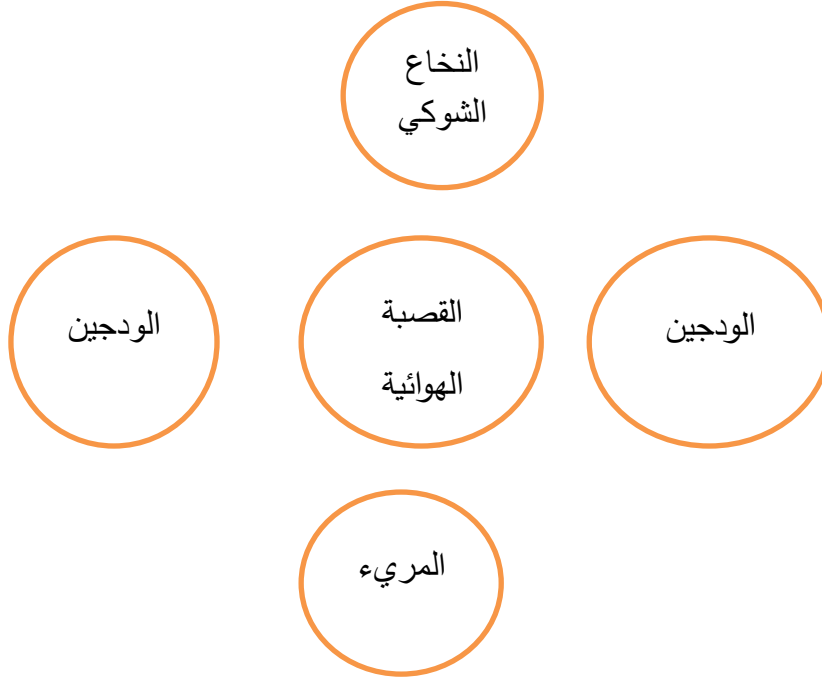 النخاع
الشوكي
الودجين
القصبة
الهوائية
الودجين
المريء